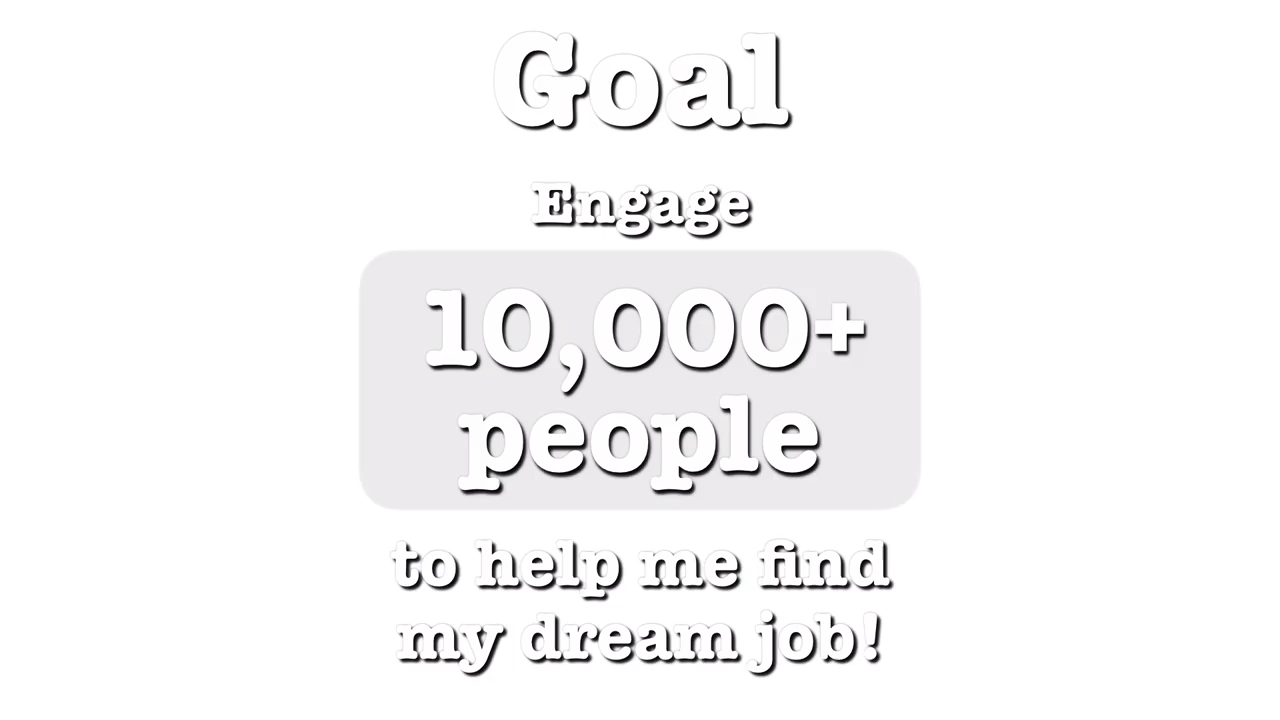 Goal
Engage
10,000+
people
to help me find
my dream job!